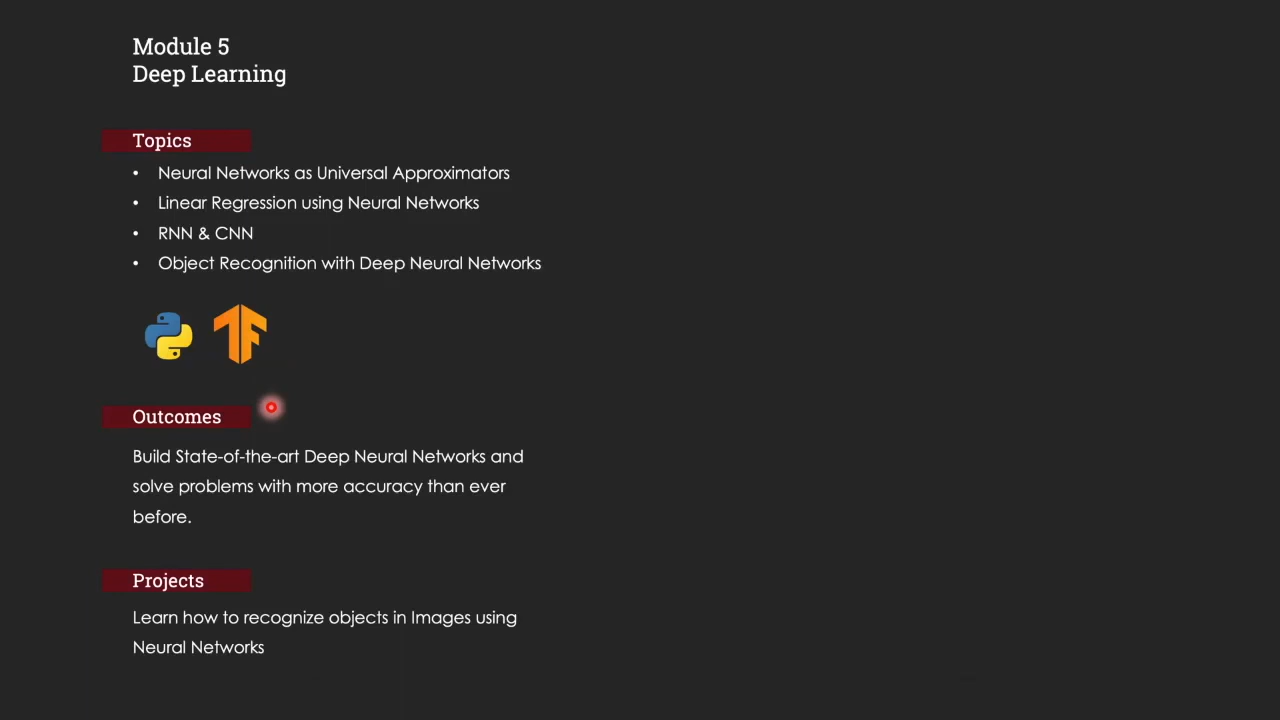 Module 5
Deep Learning
Topics
• Neural Networks as Universal Approximators
• Linear Regression using Neural Networks
• RNN & CNN
• Object Recognition with Deep Neural Networks
Outcomes
Build State-of-the-art Deep Neural Networks and
solve problems with more accuracy than ever
before.
Projects
Learn how to recognize objects in Images using
Neural Networks